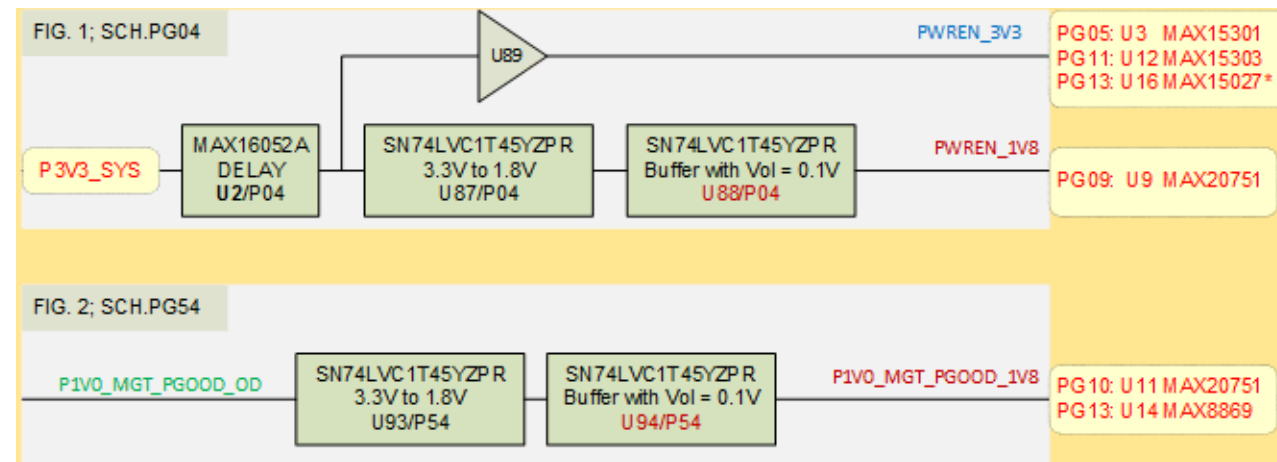 FIG. 1; SCH.PG04
U89
PWREN_3V3
PG05: U3 MAX15301
PG11: U12 MAX15303
PG13: U16 MAX15027*
P3V3_SYS
MAX16052A
DELAY
U2/P04
SN74LVC1T45YZPR
3.3V to 1.8V
U87/P04
SN74LVC1T45YZPR
Buffer with Vol = 0.1V
U88/P04
PWREN_1V8
PG09: U9 MAX20751
FIG. 2; SCH.PG54
P1V0_MGT_PGOOD_OD
SN74LVC1T45YZPR
3.3V to 1.8V
U93/P54
SN74LVC1T45YZPR
Buffer with Vol = 0.1V
U94/P54
P1V0_MGT_PGOOD_1V8
PG10: U11 MAX20751
PG13: U14 MAX8869